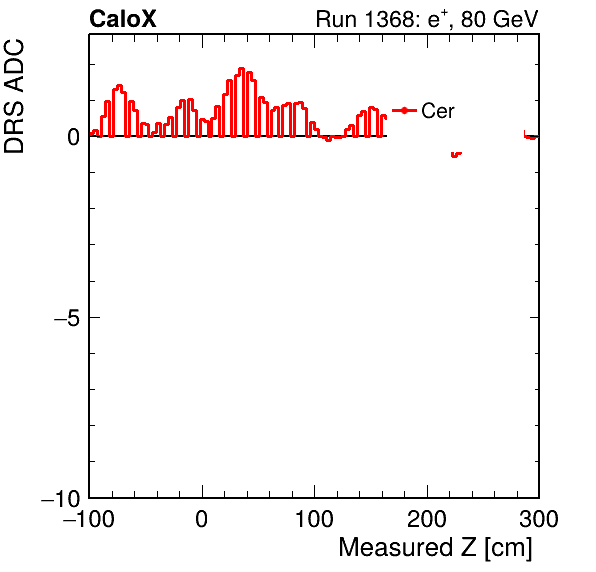 CaloX Run 1368: e+, 80 GeV
DRS ADC
Cer
0
−5
−10
−100 0 100 200 300
Measured Z [cm]